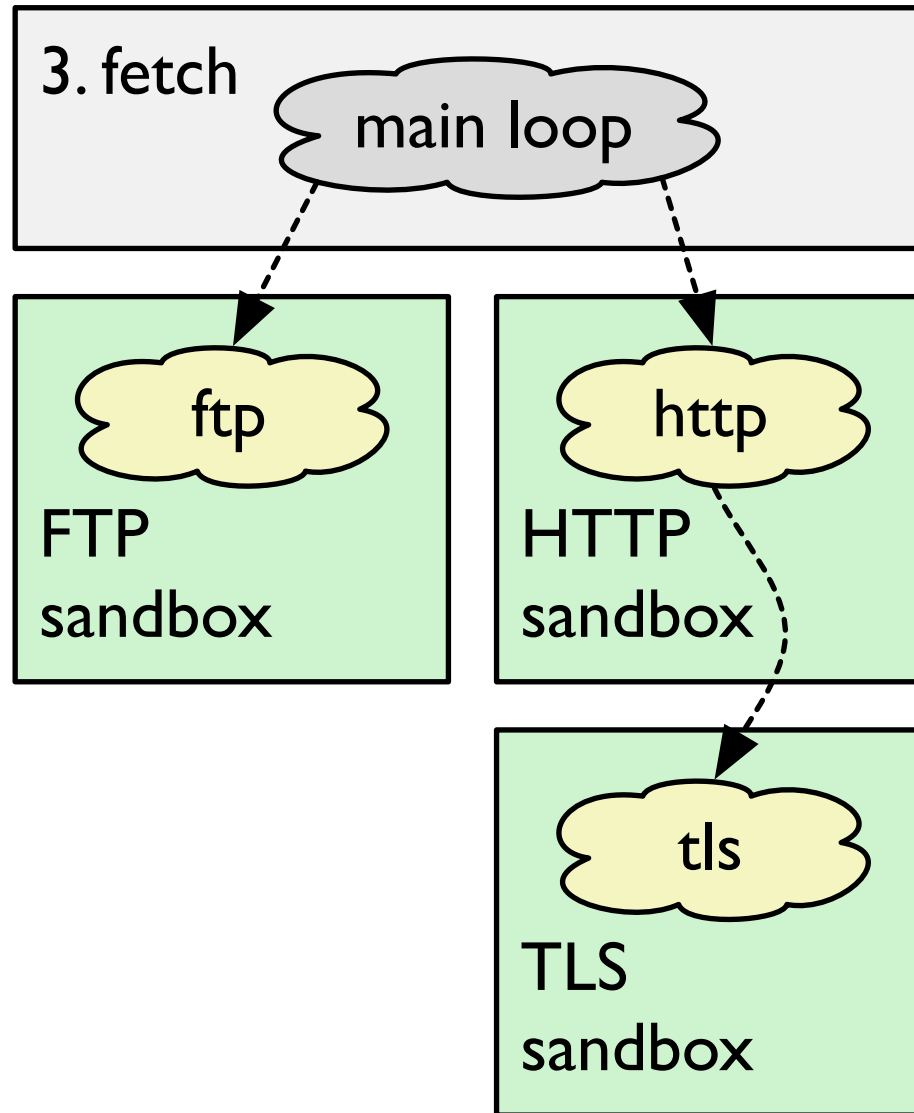 3. fetch
main loop
ftp
FTP
sandbox
http
HTTP
sandbox
tls
TLS
sandbox